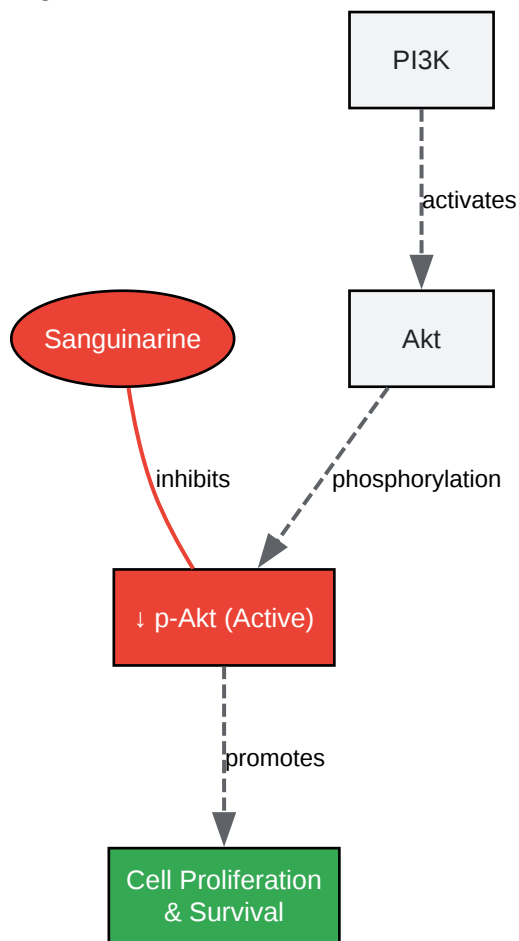 PI3K
activates
Sanguinarine
Akt
inhibits
phosphorylation
↓ p-Akt (Active)
promotes
Cell Proliferation
& Survival